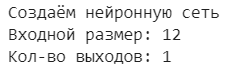 Создаём нейронную сеть
Входной размер: 12
Кол-во выходов: 1